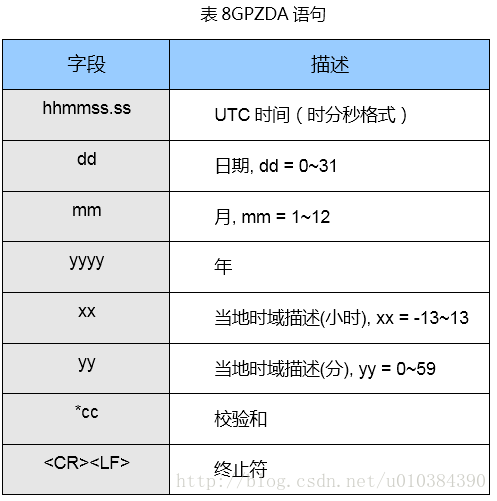 表 8GPZDA 语句
字段 描述
hhmmss.ss UTC 时间（时分秒格式）
dd 日期, dd = 0~31
mm 月, mm = 1~12
yyyy 年
xx 当地时域描述(小时), xx = -13~13
yy 当地时域描述(分), yy = 0~59
*cc 校验和
<CR><LF> 终止符
http://blog.csdn.net/u010384390